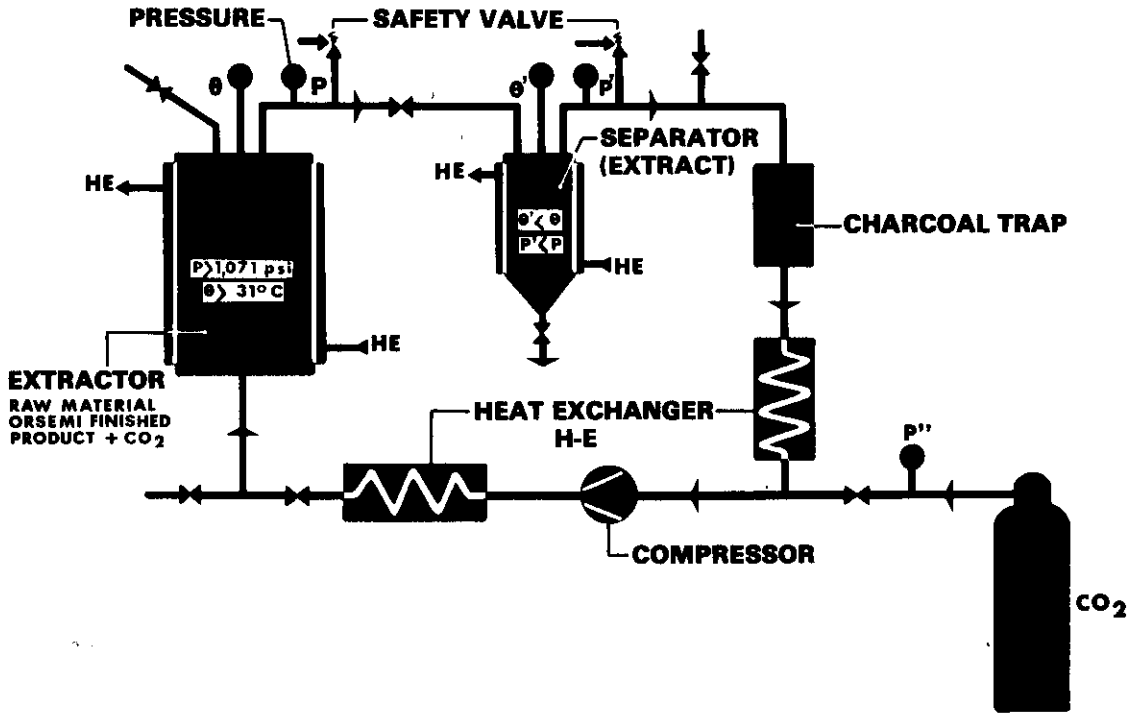 PRESSURE
SAFETY VALVE
θ
P
θ'
P'
SEPARATOR
(EXTRACT)
HE
HE
θ'< θ
P'< P
CHARCOAL TRAP
P>1,071 psi
θ> 31°C
HE
HE
EXTRACTOR
RAW MATERIAL
ORSEMI FINISHED
PRODUCT + CO₂
HEAT EXCHANGER
H-E
P''
COMPRESSOR
CO₂